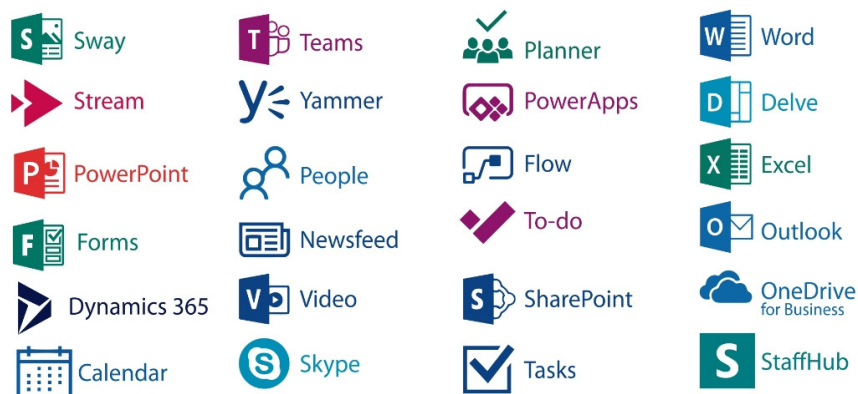 Sway
Teams
Planner
Word
Stream
Yammer
PowerApps
Delve
PowerPoint
People
Flow
Excel
Forms
Newsfeed
To-do
Outlook
Dynamics 365
Video
SharePoint
OneDrive
for Business
Calendar
Skype
Tasks
StaffHub
S
T
W
D
P
X
F
O
V
S
S
S